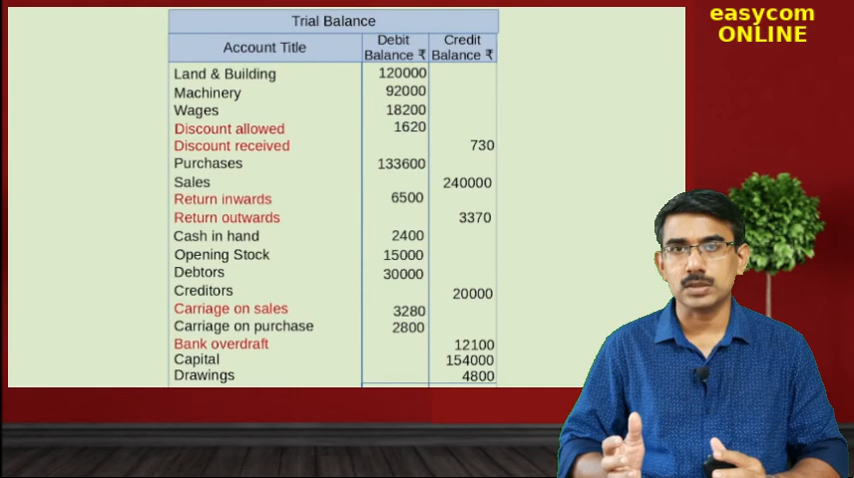 easycom
ONLINE
Trial Balance
Account Title
Debit Balance ₹
Credit Balance ₹
Land & Building 120000
Machinery 92000
Wages 18200
Discount allowed 1620
Discount received 730
Purchases 133600
Sales 240000
Return inwards 6500
Return outwards 3370
Cash in hand 2400
Opening Stock 15000
Debtors 30000
Creditors 20000
Carriage on sales 3280
Carriage on purchase 2800
Bank overdraft 12100
Capital 154000
Drawings 4800